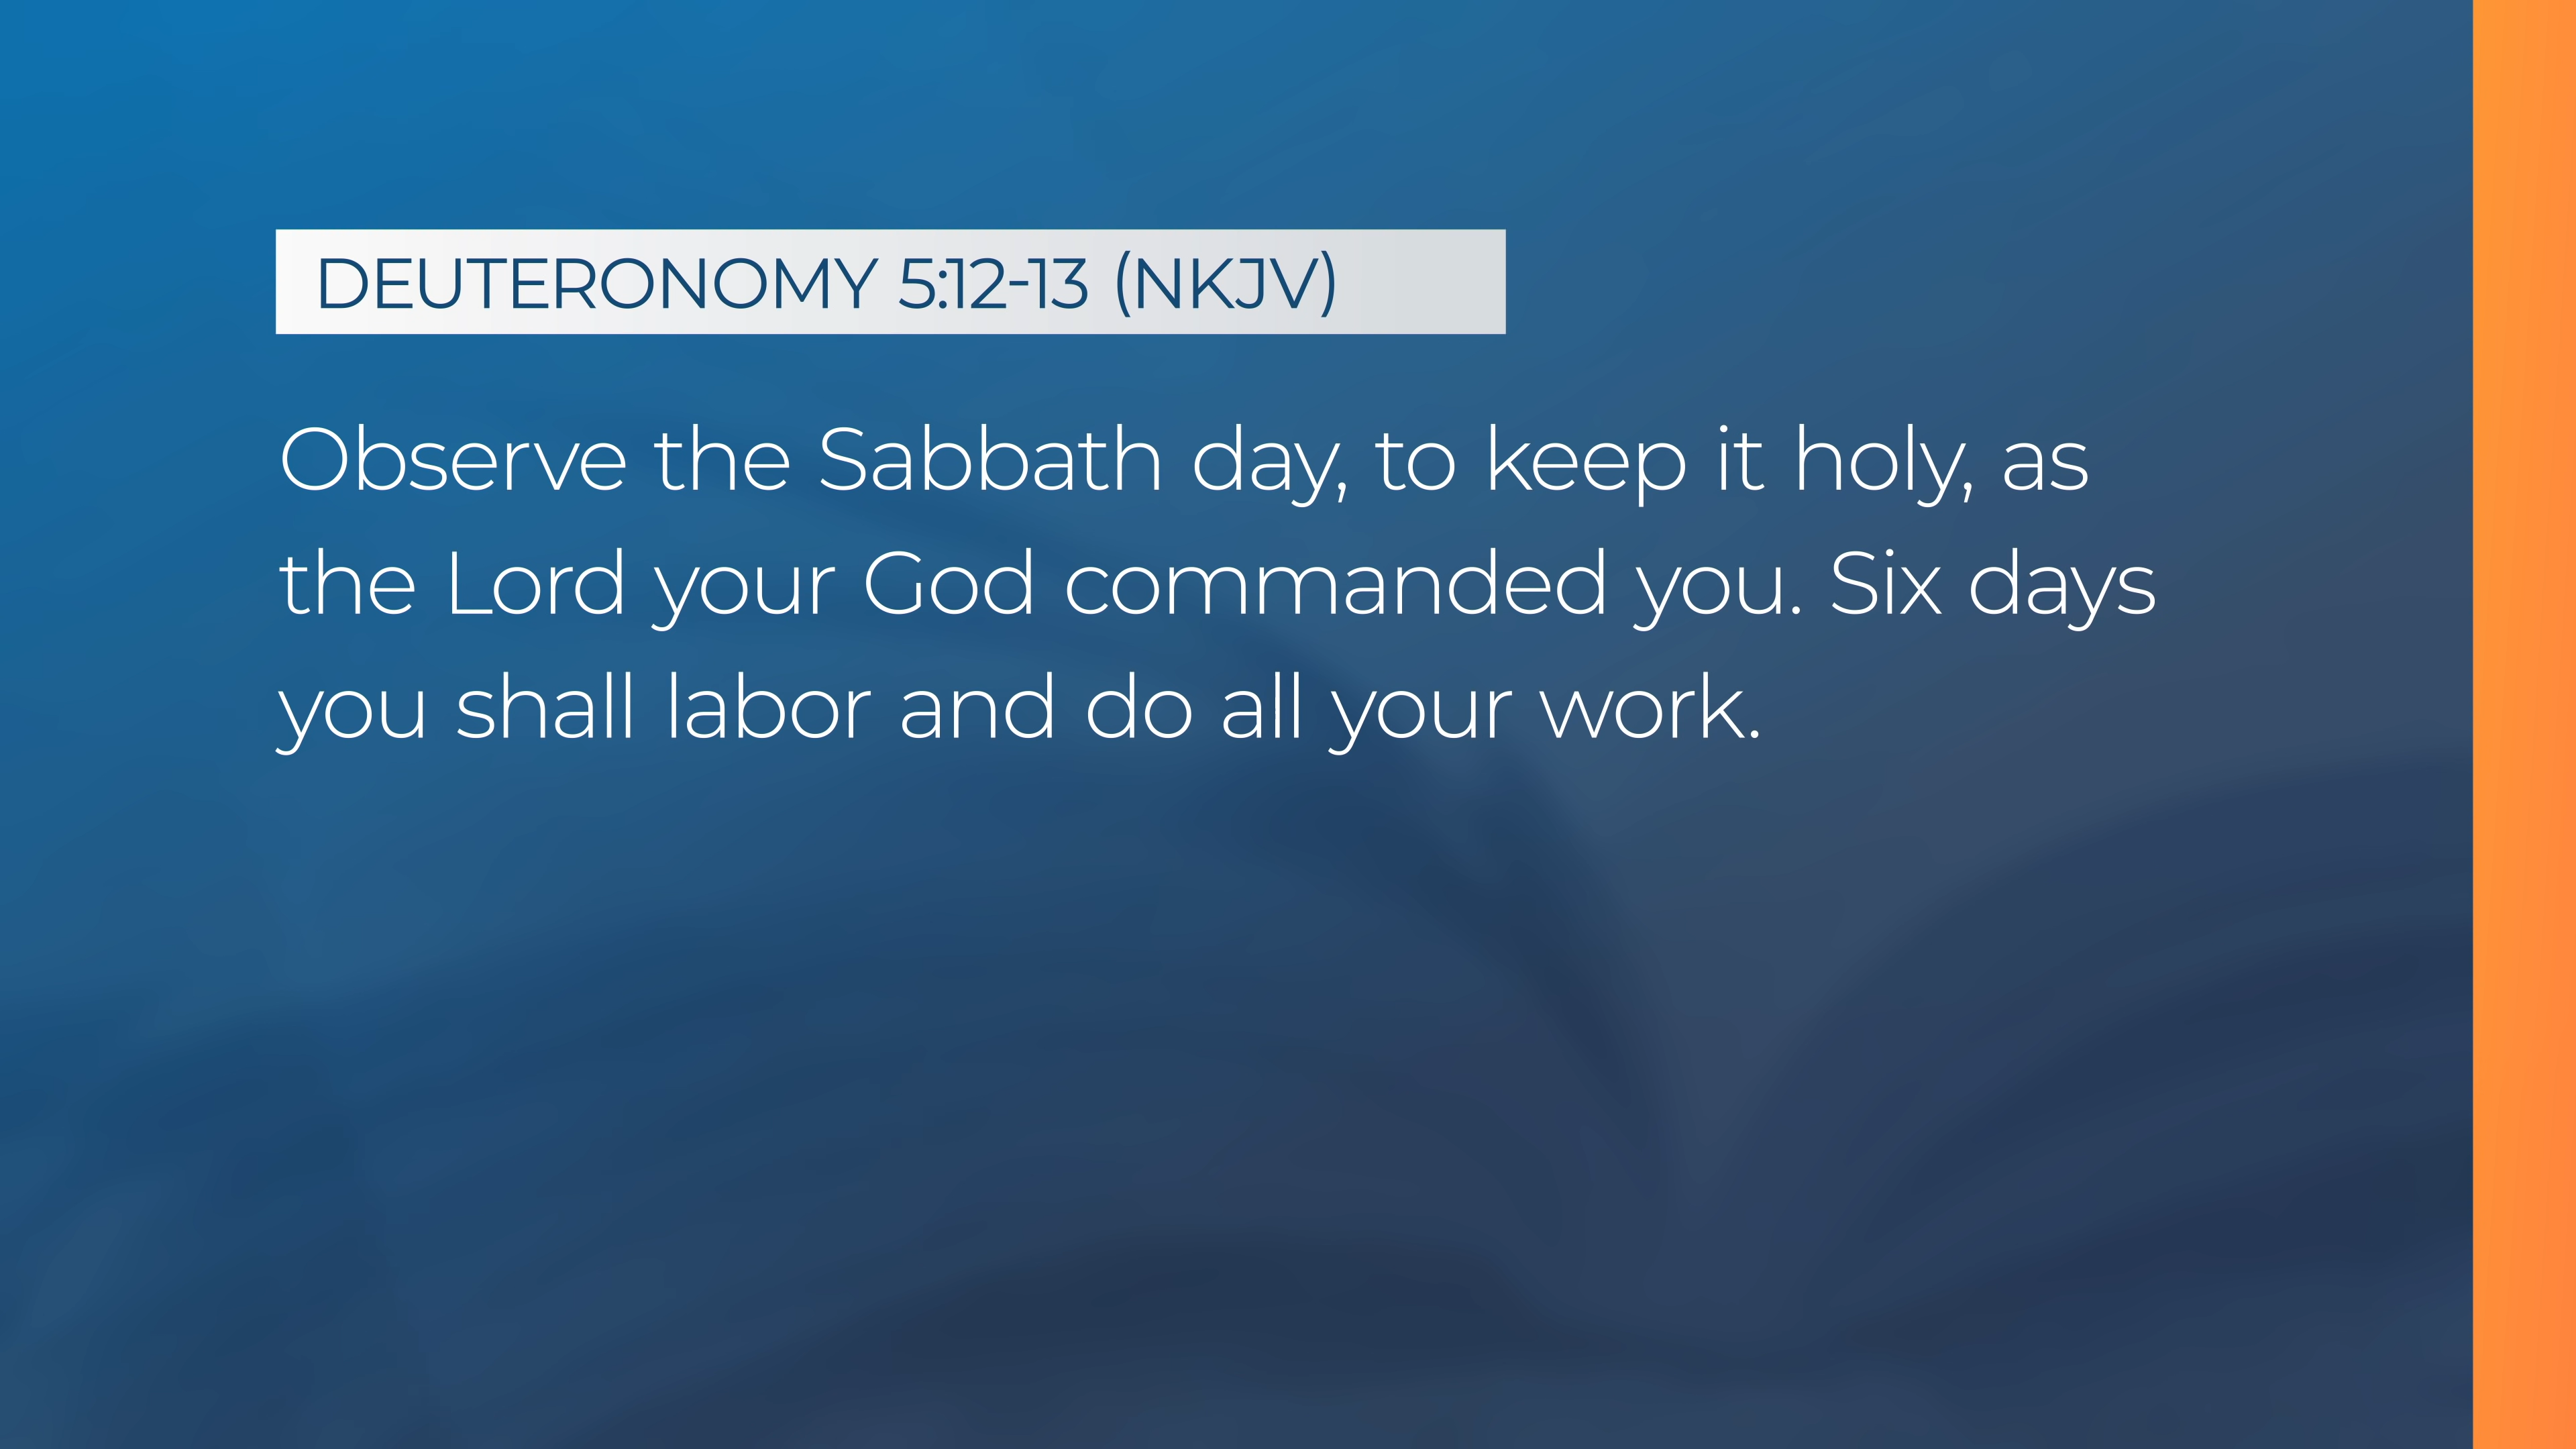 DEUTERONOMY 5:12-13 (NKJV)
Observe the Sabbath day, to keep it holy, as
the Lord your God commanded you. Six days
you shall labor and do all your work.